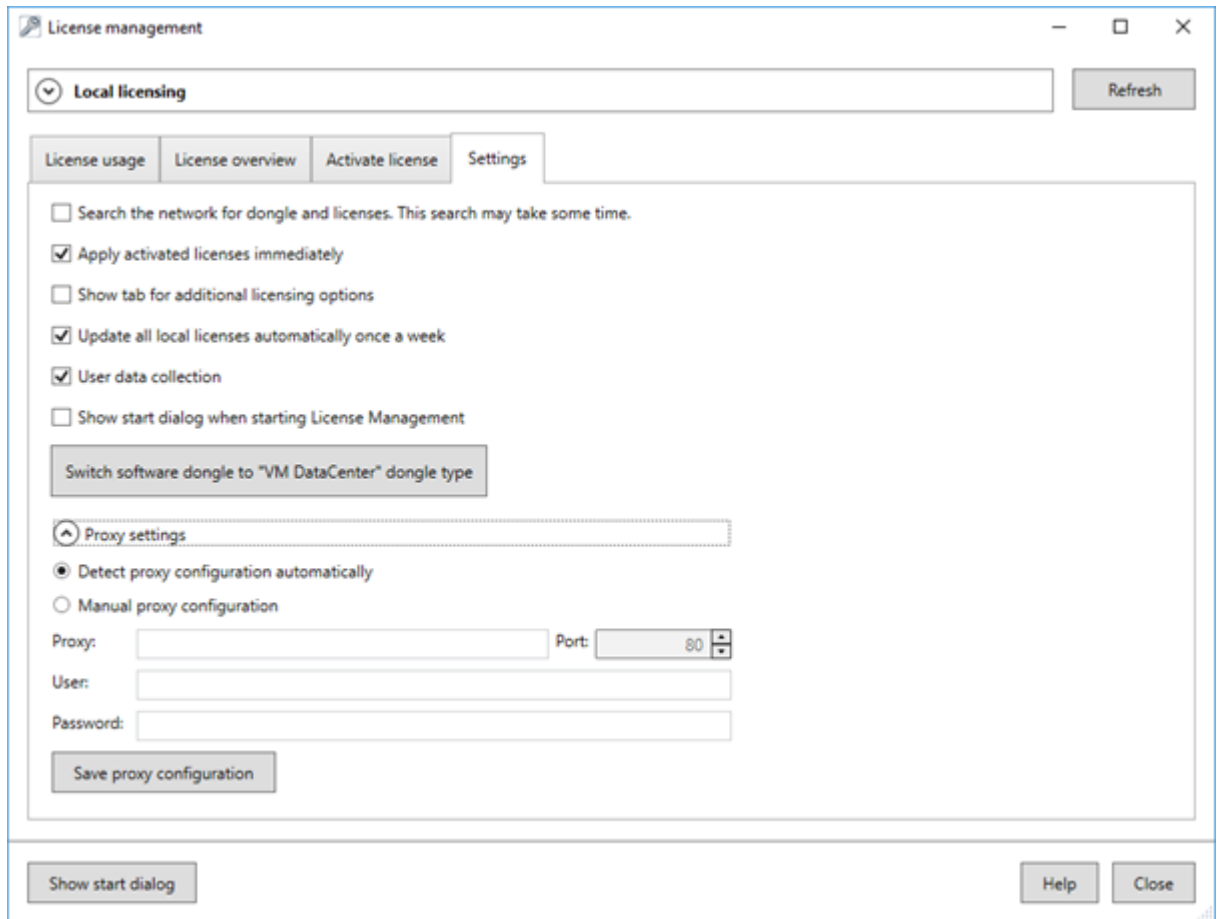 License management
Local licensing
Refresh
License usage License overview Activate license Settings
Search the network for dongle and licenses. This search may take some time.
Apply activated licenses immediately
Show tab for additional licensing options
Update all local licenses automatically once a week
User data collection
Show start dialog when starting License Management
Switch software dongle to "VM DataCenter" dongle type
Proxy settings
Detect proxy configuration automatically
Manual proxy configuration
Proxy: Port: 80
User:
Password:
Save proxy configuration
Show start dialog Help Close